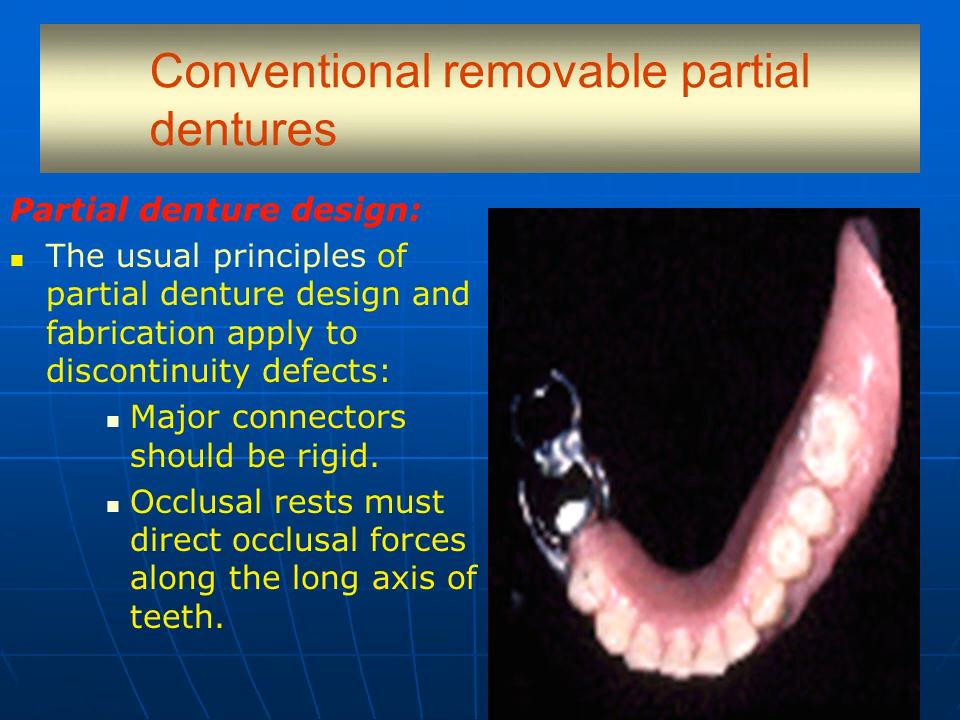 Conventional removable partial
dentures
Partial denture design:
The usual principles of
partial denture design and
fabrication apply to
discontinuity defects:
Major connectors
should be rigid.
Occlusal rests must
direct occlusal forces
along the long axis of
teeth.